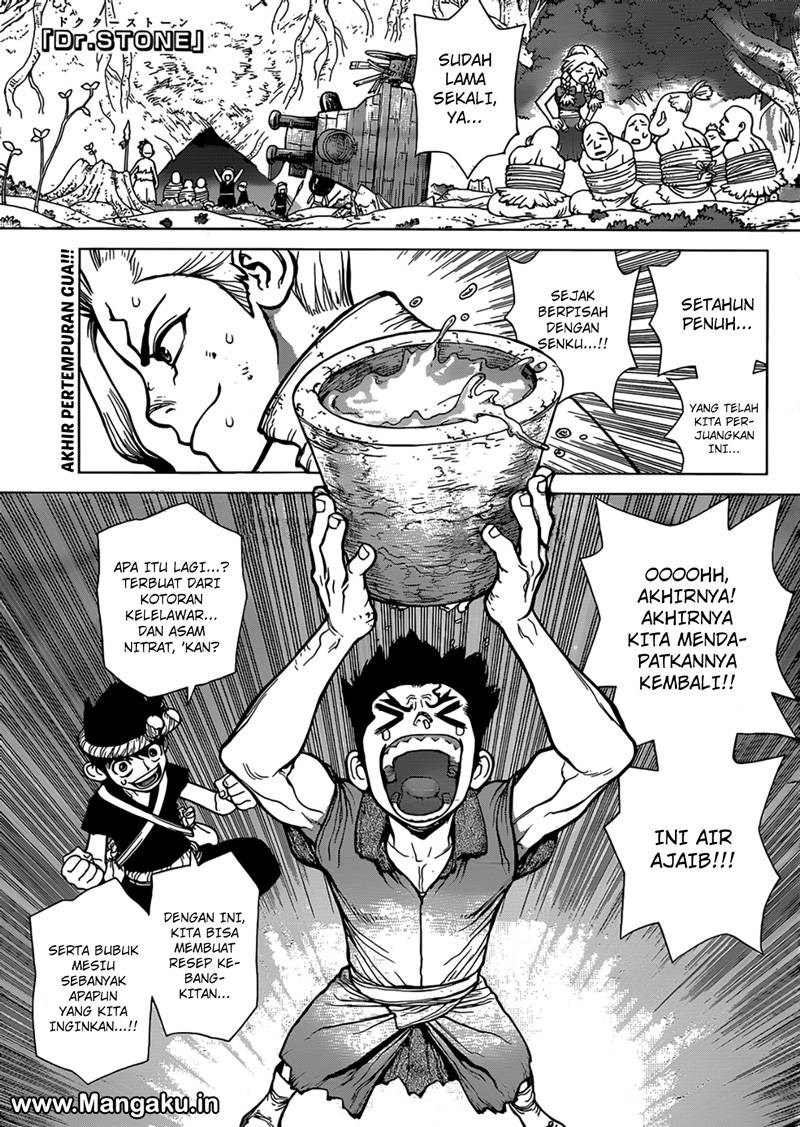 ドクターストーン
「Dr.STONE」
SUDAH
LAMA
SEKALI,
YA...
AKHIR PERTEMPURAN GUA!!!
SETAHUN
PENUH...
YANG TELAH
KITA PER-
JUANGKAN
INI...
SEJAK
BERPISAH
DENGAN
SENKU...!!
OOOOHH,
AKHIRNYA!
AKHIRNYA
KITA MENDA-
PATKANNYA
KEMBALI!!
INI AIR
AJAIB!!!
APA ITU LAGI...?
TERBUAT DARI
KOTORAN
KELELAWAR...
DAN ASAM
NITRAT, 'KAN?
DENGAN INI,
KITA BISA
MEMBUAT
RESEP KE-
BANG-
KITAN...
SERTA BUBUK
MESIU
SEBANYAK
APAPUN
YANG KITA
INGINKAN...!!
www.Mangaku.in